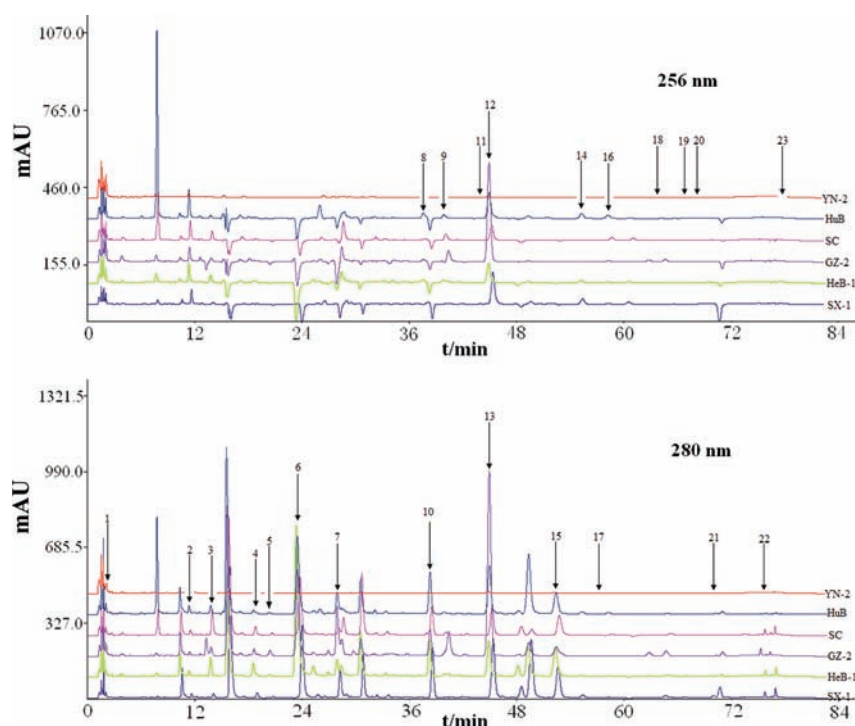 1070.0
256 nm
12
765.0
mAU
8 9 11 14 16 18 19 20 23
460.0
YN-2
HuB
SC
155.0
GZ-2
HeB-1
SX-1
0 12 24 36 48 60 72 84
t/min
1321.5
280 nm
990.0
13
6
mAU
685.5
1 2 3 4 5 7 10 15 17 21 22
YN-2
327.0
HuB
SC
GZ-2
HeB-1
SX-1
0 12 24 36 48 60 72 84
t/min